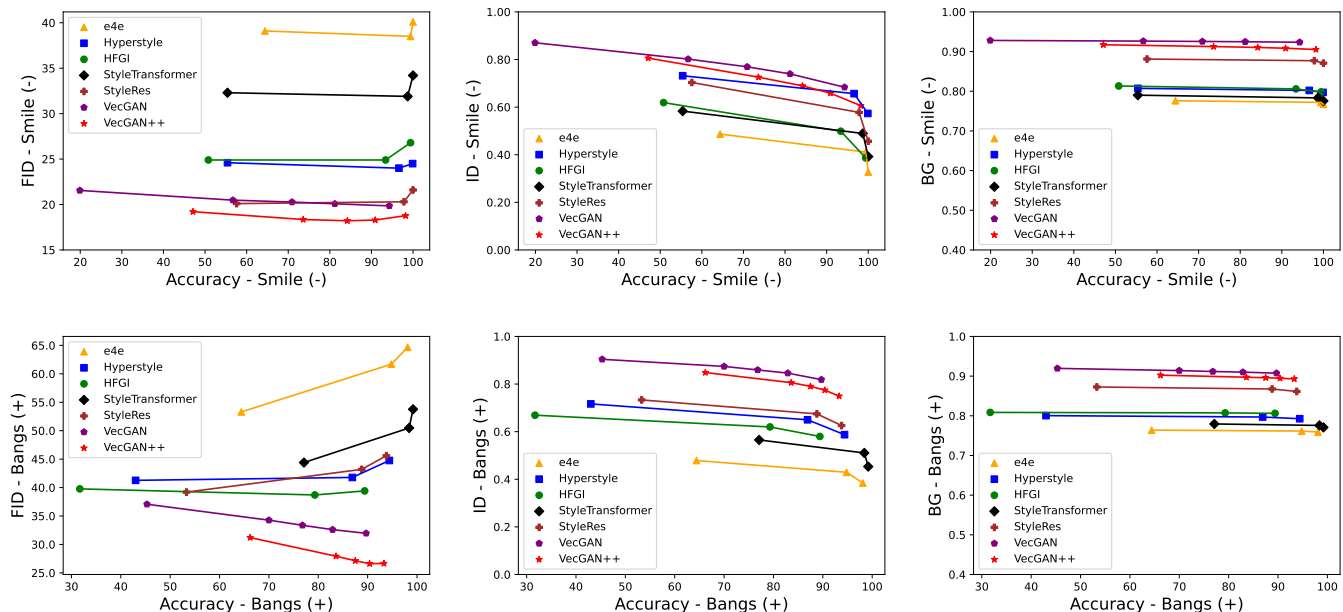 FID - Smile (-)
40
35
30
25
20
15
e4e
Hyperstyle
HFGI
StyleTransformer
StyleRes
VecGAN
VecGAN++
20 30 40 50 60 70 80 90 100
Accuracy - Smile (-)
ID - Smile (-)
1.00
0.80
0.60
0.40
0.20
0.00
e4e
Hyperstyle
HFGI
StyleTransformer
StyleRes
VecGAN
VecGAN++
20 30 40 50 60 70 80 90 100
Accuracy - Smile (-)
BG - Smile (-)
1.00
0.90
0.80
0.70
0.60
0.50
0.40
e4e
Hyperstyle
HFGI
StyleTransformer
StyleRes
VecGAN
VecGAN++
20 30 40 50 60 70 80 90 100
Accuracy - Smile (-)
FID - Bangs (+)
65.0
60.0
55.0
50.0
45.0
40.0
35.0
30.0
25.0
e4e
Hyperstyle
HFGI
StyleTransformer
StyleRes
VecGAN
VecGAN++
30 40 50 60 70 80 90 100
Accuracy - Bangs (+)
ID - Bangs (+)
1.0
0.8
0.6
0.4
0.2
0.0
e4e
Hyperstyle
HFGI
StyleTransformer
StyleRes
VecGAN
VecGAN++
30 40 50 60 70 80 90 100
Accuracy - Bangs (+)
BG - Bangs (+)
1.0
0.9
0.8
0.7
0.6
0.5
0.4
e4e
Hyperstyle
HFGI
StyleTransformer
StyleRes
VecGAN
VecGAN++
30 40 50 60 70 80 90 100
Accuracy - Bangs (+)